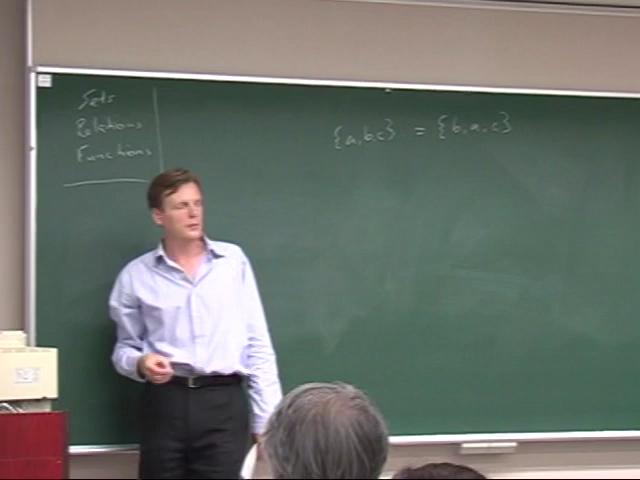 Sets
Relations
Functions
{a,b,c} = {b,a,c}